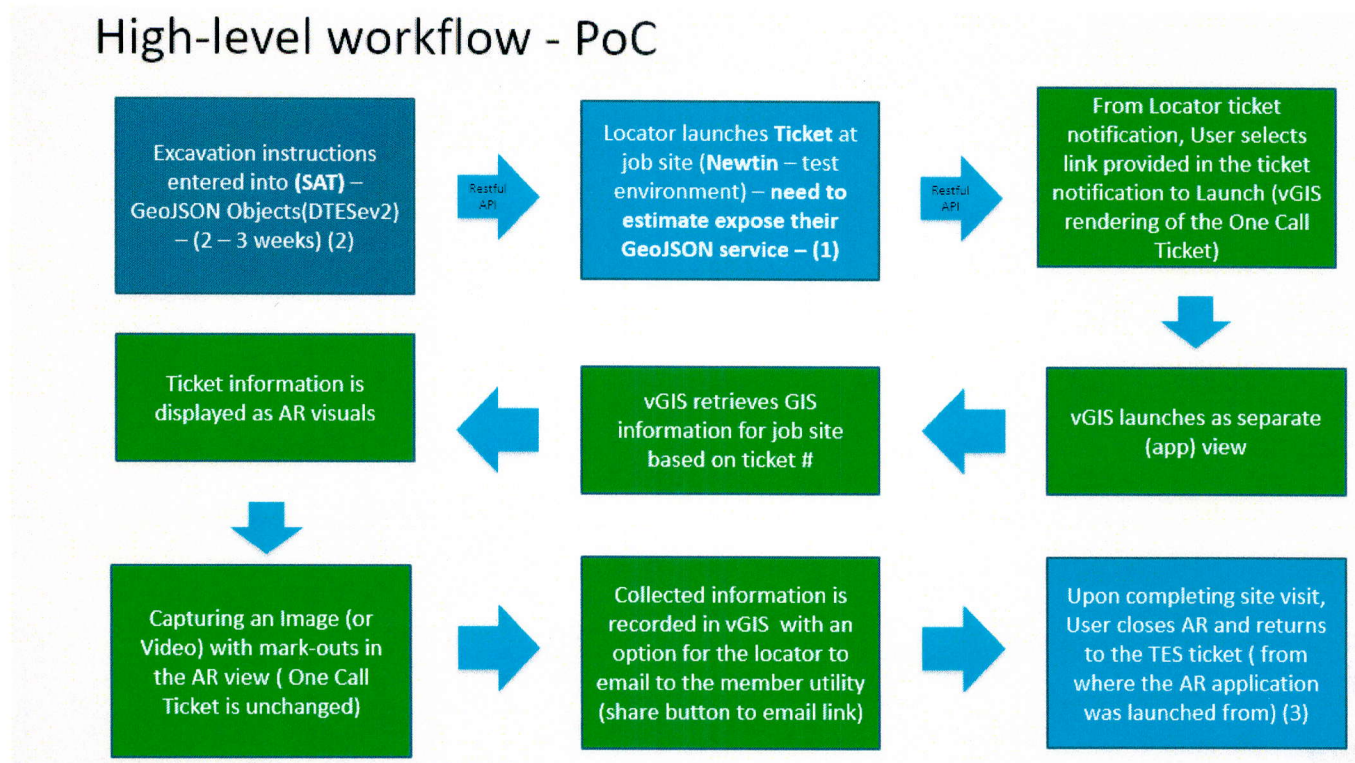 High-level workflow - PoC
Excavation instructions
entered into (SAT) –
GeoJSON Objects(DTESev2)
– (2 – 3 weeks) (2)
Restful
API
Locator launches Ticket at
job site (Newtin – test
environment) – need to
estimate expose their
GeoJSON service – (1)
Restful
API
From Locator ticket
notification, User selects
link provided in the ticket
notification to Launch (vGIS
rendering of the One Call
Ticket)
vGIS launches as separate
(app) view
vGIS retrieves GIS
information for job site
based on ticket #
Ticket information is
displayed as AR visuals
Capturing an Image (or
Video) with mark-outs in
the AR view ( One Call
Ticket is unchanged)
Collected information is
recorded in vGIS with an
option for the locator to
email to the member utility
(share button to email link)
Upon completing site visit,
User closes AR and returns
to the TES ticket ( from
where the AR application
was launched from) (3)